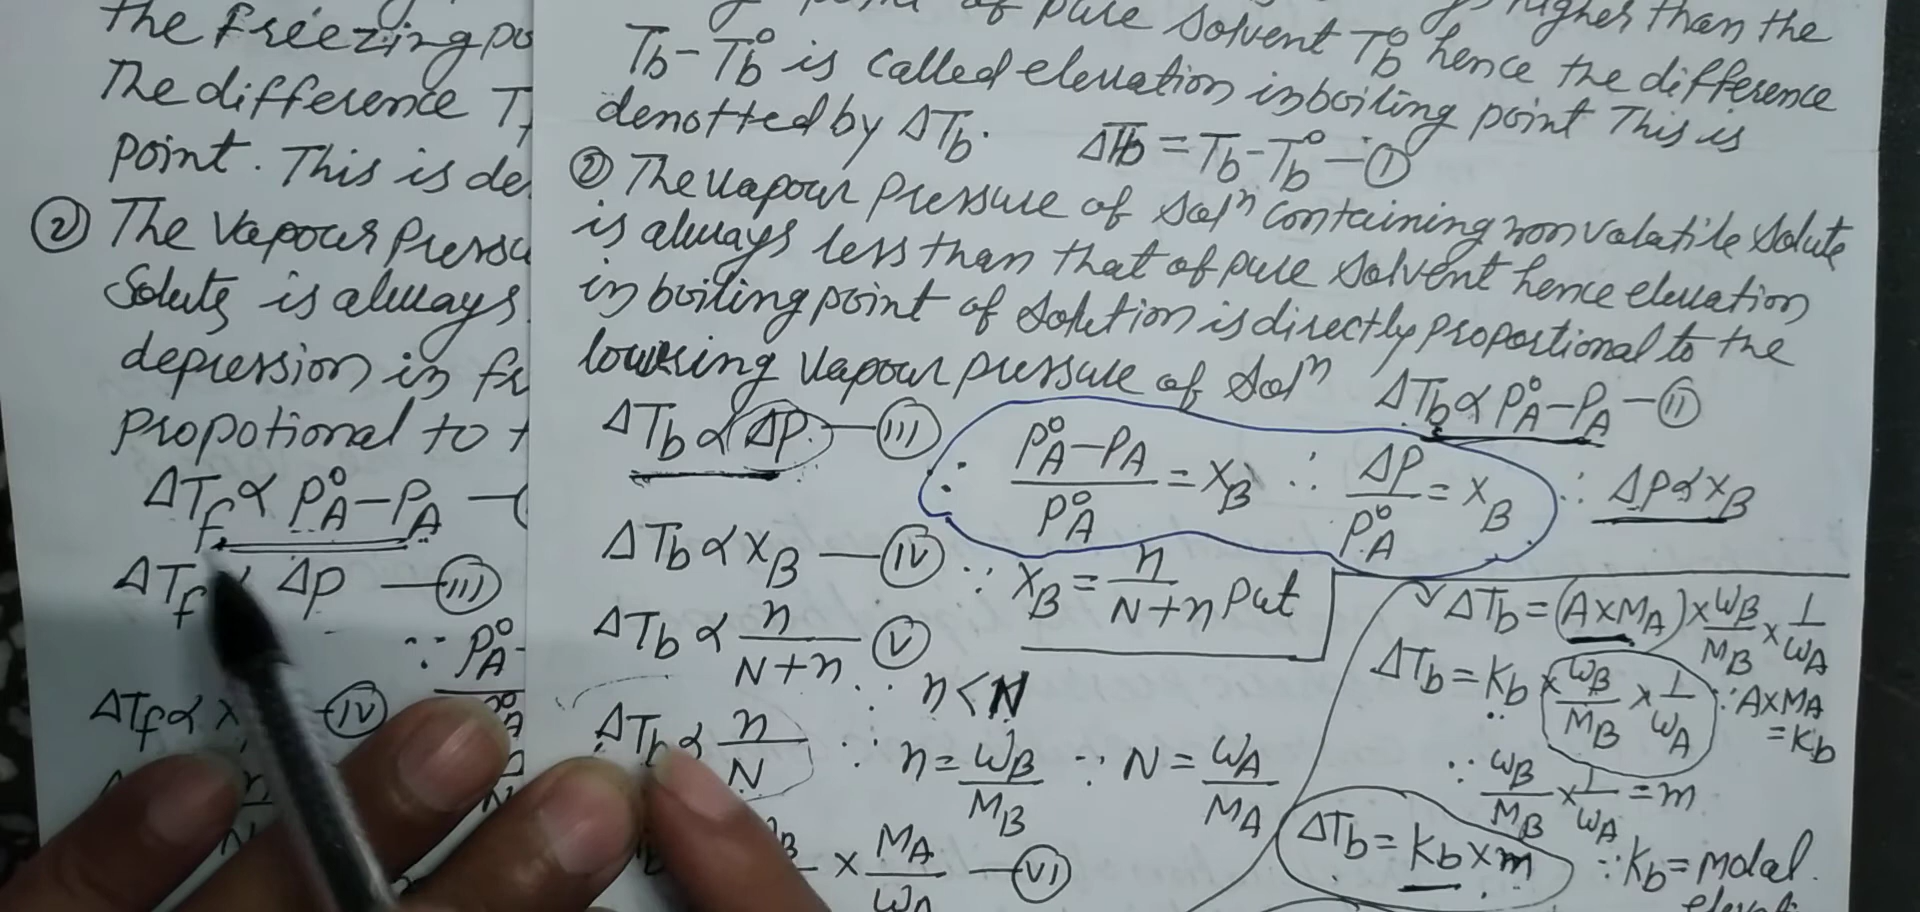 the freezing po
The difference T
point. This is de
② The Vapour Pressu
Solute is always
depression in fr
propotional to t
ΔTf ∝ P°A-PA —
ΔTf ∝ ΔP —(III)
∵ P°A-
ΔTf ∝ x —(IV)
point of pure solvent T°b hence the difference
higher than the
Tb-T°b is called elevation in boiling point This is
denotted by ΔTb. ΔTb = Tb-T°b —①
② The vapour pressure of solⁿ containing non volatile solute
is always less than that of pure solvent hence elevation
in boiling point of solution is directly proportional to the
lowering vapour pressure of solⁿ ΔTb ∝ P°A-PA —(II)
ΔTb ∝ ΔP —(III) ∴ (P°A-PA)/P°A = xB ∴ ΔP/P°A = xB ∴ ΔP ∝ xB
ΔTb ∝ xB —(IV) ∵ xB = n/(N+n) Put
ΔTb ∝ n/(N+n) (V)
∵ n<N
ΔTb ∝ n/N ∵ n = WB/MB ∵ N = WA/MA
× MA/WA —(VI)
ΔTb = (A×MA) × WB/MB × 1/WA
ΔTb = Kb × WB/MB × 1/WA ∵ A×MA = Kb
∵ WB/MB × 1/WA = m
ΔTb = Kb×m ∵ Kb = molal